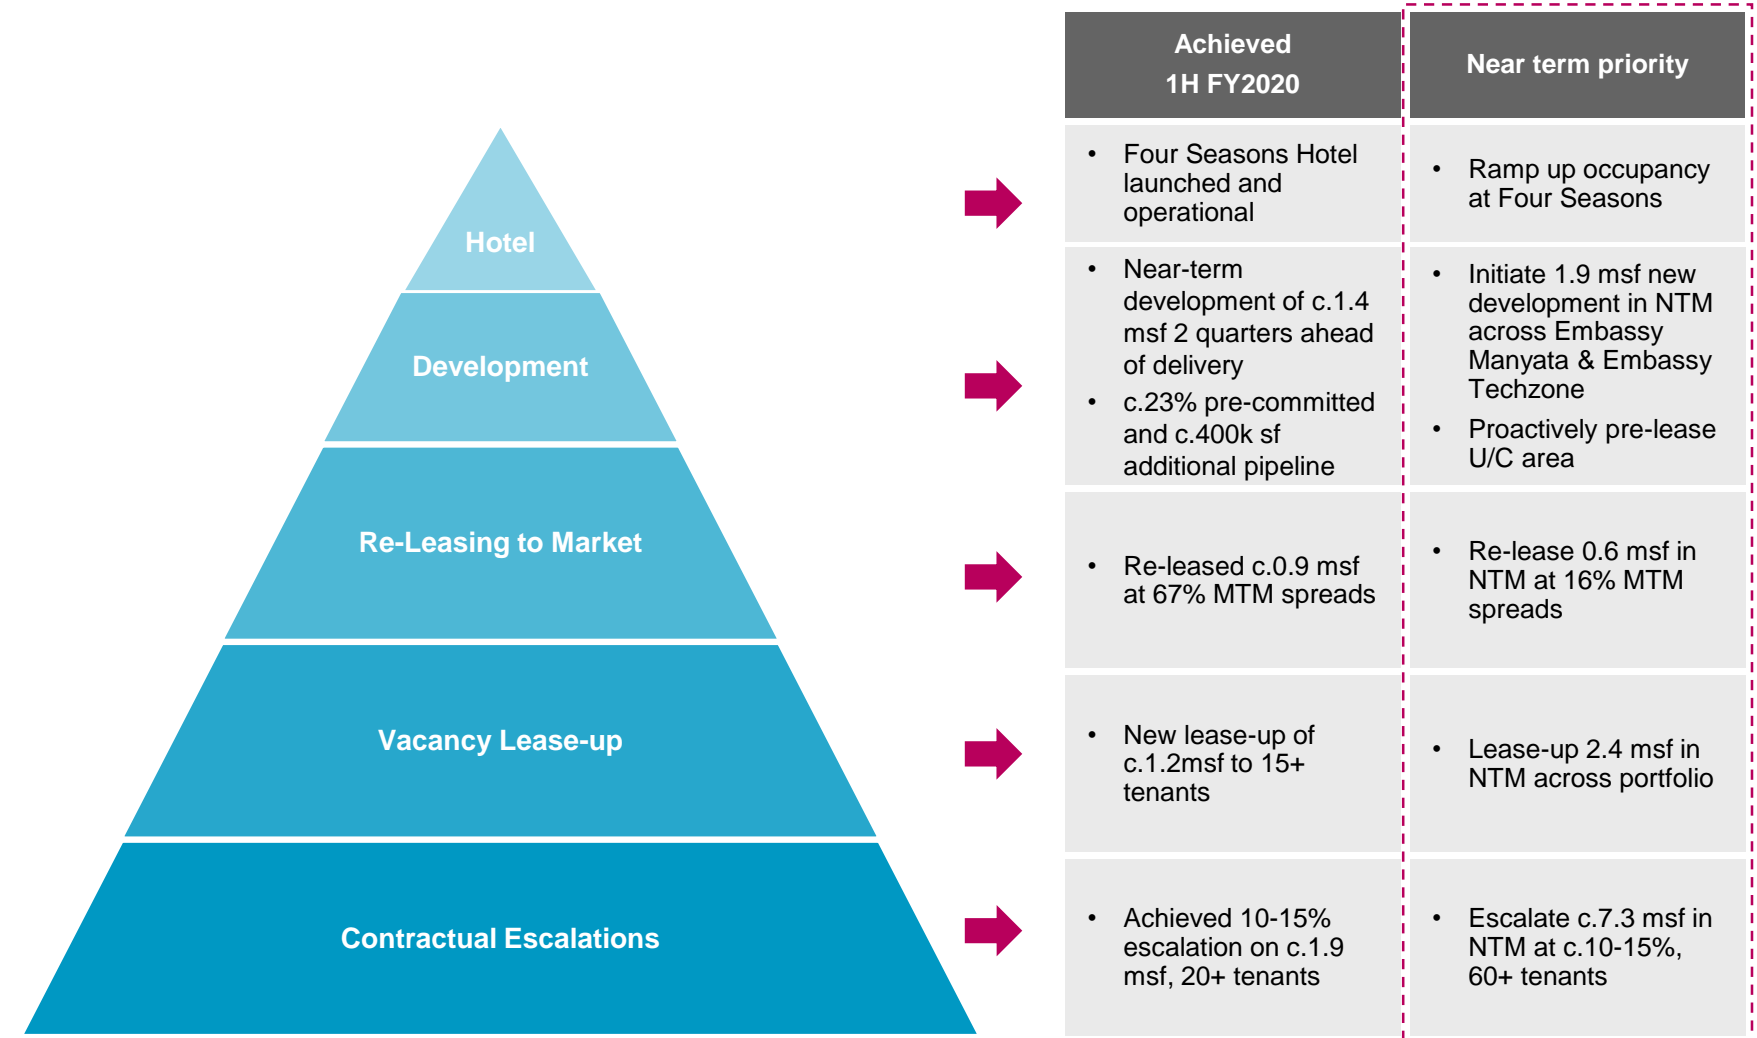 Achieved
1H FY2020
Near term priority
Hotel
• Four Seasons Hotel
launched and
operational
• Ramp up occupancy
at Four Seasons
Development
• Near-term
development of c.1.4
msf 2 quarters ahead
of delivery
• c.23% pre-committed
and c.400k sf
additional pipeline
• Initiate 1.9 msf new
development in NTM
across Embassy
Manyata & Embassy
Techzone
• Proactively pre-lease
U/C area
Re-Leasing to Market
• Re-leased c.0.9 msf
at 67% MTM spreads
• Re-lease 0.6 msf in
NTM at 16% MTM
spreads
Vacancy Lease-up
• New lease-up of
c.1.2msf to 15+
tenants
• Lease-up 2.4 msf in
NTM across portfolio
Contractual Escalations
• Achieved 10-15%
escalation on c.1.9
msf, 20+ tenants
• Escalate c.7.3 msf in
NTM at c.10-15%,
60+ tenants